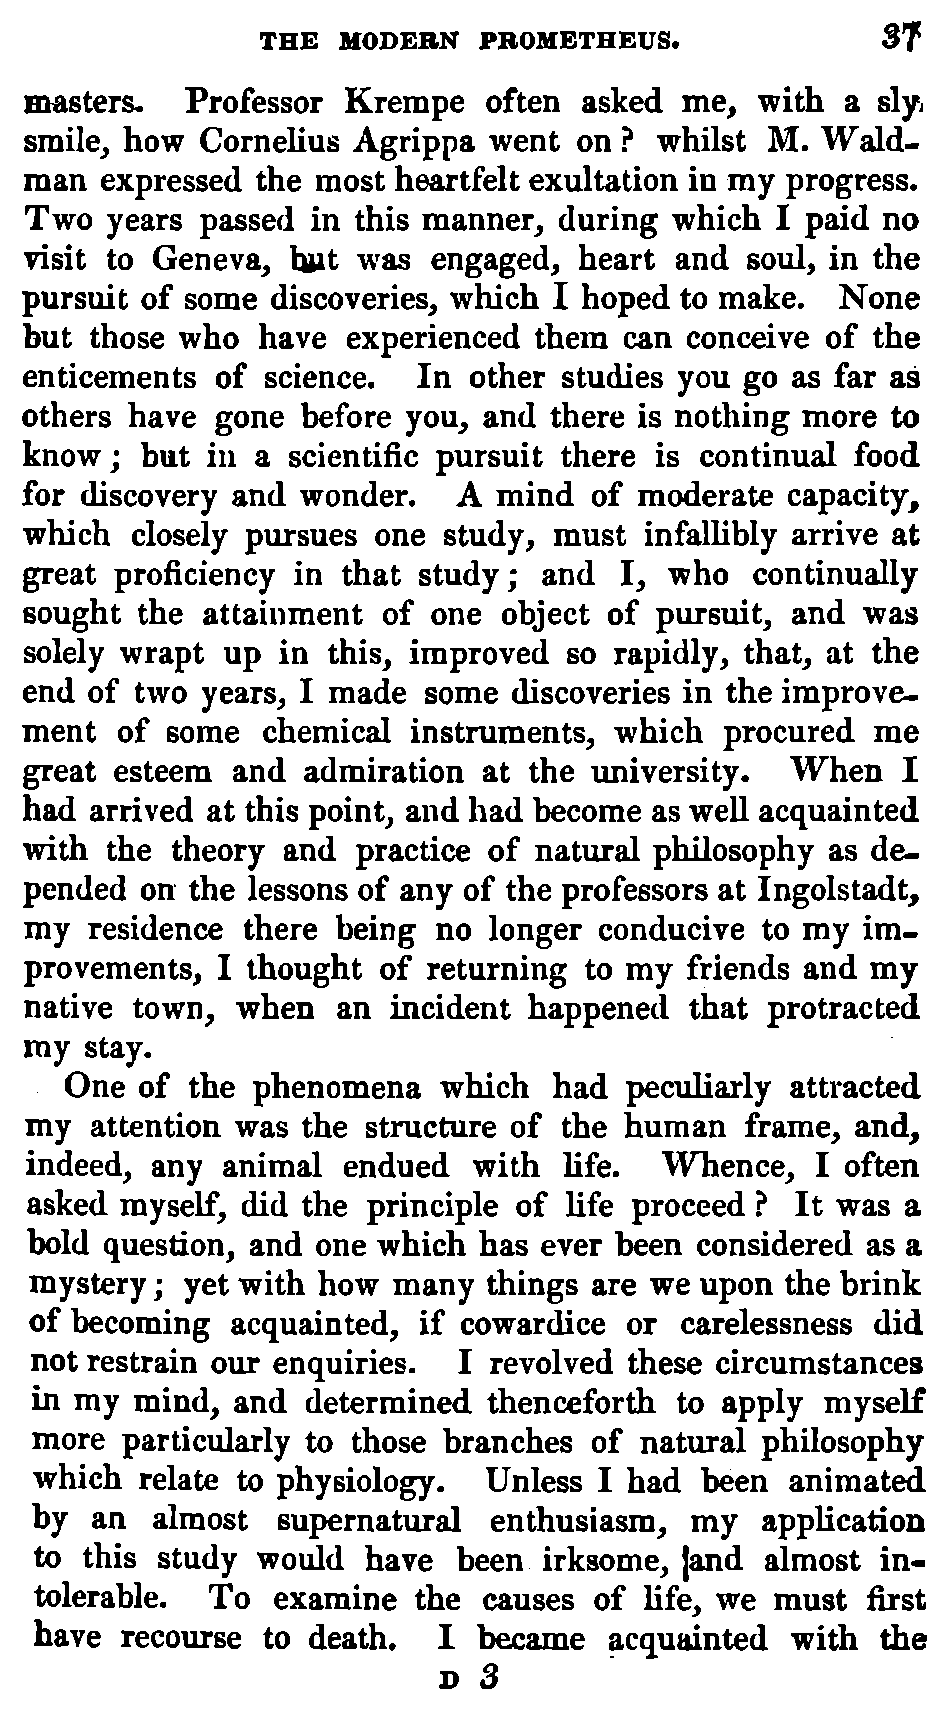 THE MODERN PROMETHEUS. 37
masters. Professor Krempe often asked me, with a sly
smile, how Cornelius Agrippa went on? whilst M. Wald-
man expressed the most heartfelt exultation in my progress.
Two years passed in this manner, during which I paid no
visit to Geneva, but was engaged, heart and soul, in the
pursuit of some discoveries, which I hoped to make. None
but those who have experienced them can conceive of the
enticements of science. In other studies you go as far as
others have gone before you, and there is nothing more to
know; but in a scientific pursuit there is continual food
for discovery and wonder. A mind of moderate capacity,
which closely pursues one study, must infallibly arrive at
great proficiency in that study; and I, who continually
sought the attainment of one object of pursuit, and was
solely wrapt up in this, improved so rapidly, that, at the
end of two years, I made some discoveries in the improve-
ment of some chemical instruments, which procured me
great esteem and admiration at the university. When I
had arrived at this point, and had become as well acquainted
with the theory and practice of natural philosophy as de-
pended on the lessons of any of the professors at Ingolstadt,
my residence there being no longer conducive to my im-
provements, I thought of returning to my friends and my
native town, when an incident happened that protracted
my stay.
One of the phenomena which had peculiarly attracted
my attention was the structure of the human frame, and,
indeed, any animal endued with life. Whence, I often
asked myself, did the principle of life proceed? It was a
bold question, and one which has ever been considered as a
mystery; yet with how many things are we upon the brink
of becoming acquainted, if cowardice or carelessness did
not restrain our enquiries. I revolved these circumstances
in my mind, and determined thenceforth to apply myself
more particularly to those branches of natural philosophy
which relate to physiology. Unless I had been animated
by an almost supernatural enthusiasm, my application
to this study would have been irksome, and almost in-
tolerable. To examine the causes of life, we must first
have recourse to death. I became acquainted with the
D 3